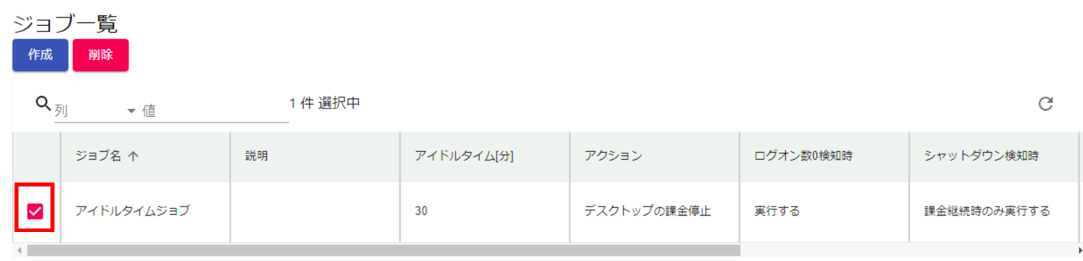 ジョブ一覧
作成 削除
列 値 1 件 選択中
ジョブ名 説明 アイドルタイム[分] アクション ログオン数0検知時 シャットダウン検知時
アイドルタイムジョブ 30 デスクトップの課金停止 実行する 課金継続時のみ実行する